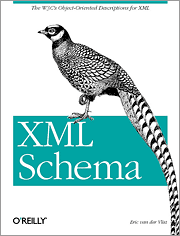 The W3C's Object-Oriented Descriptions for XML
XML
Schema
O'REILLY
Eric van der Vlist